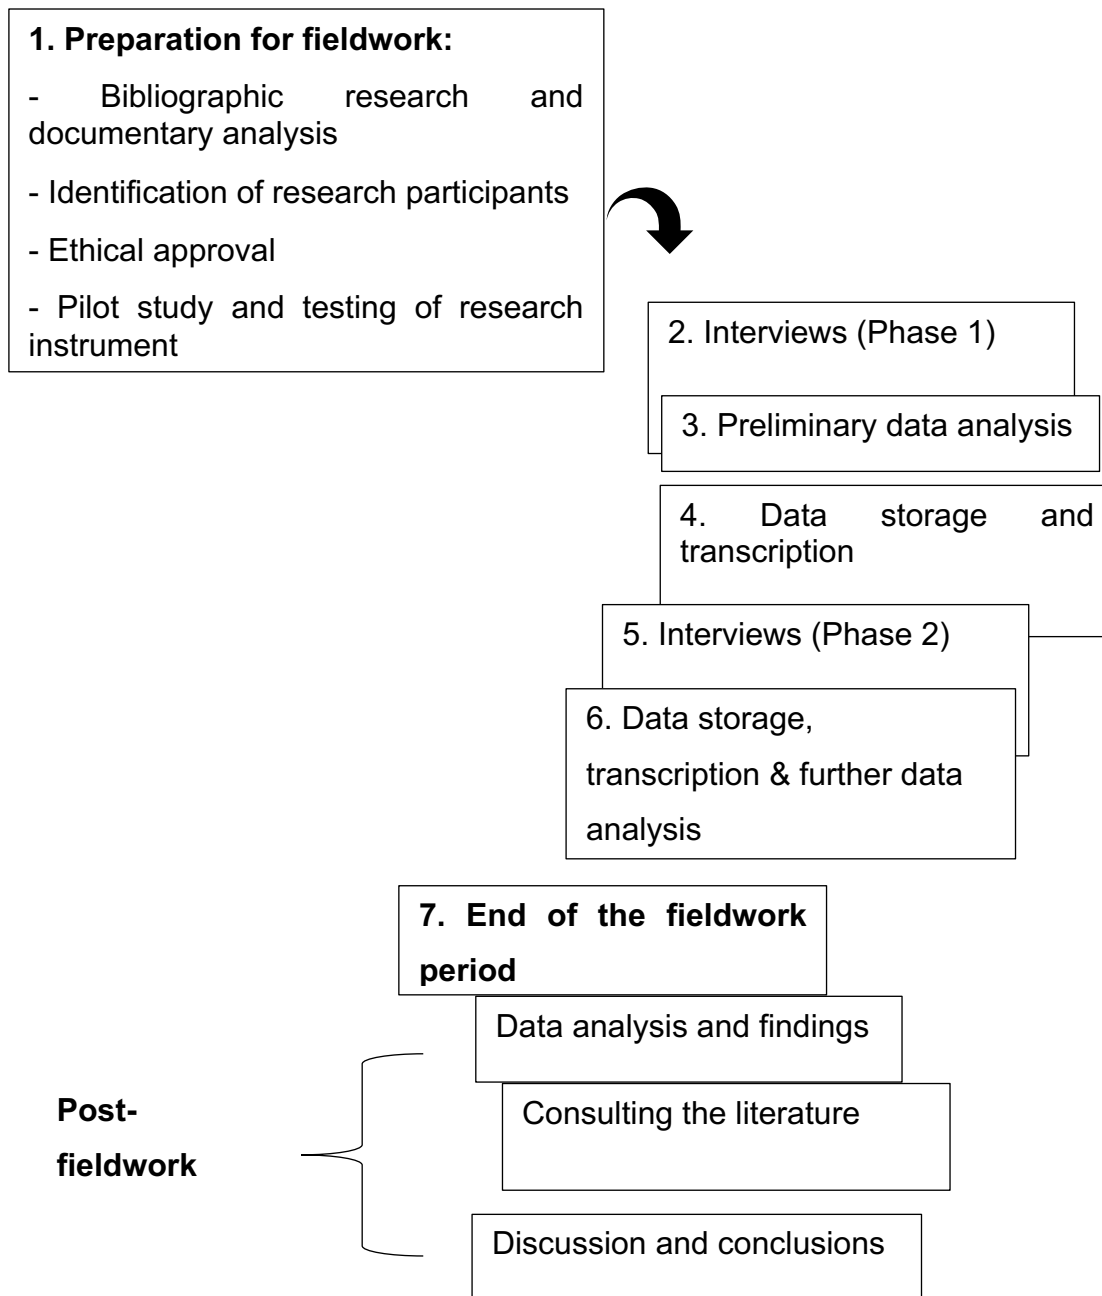 1. Preparation for fieldwork:
- Bibliographic research and
documentary analysis
- Identification of research participants
- Ethical approval
- Pilot study and testing of research
instrument
2. Interviews (Phase 1)
3. Preliminary data analysis
4. Data storage and
transcription
5. Interviews (Phase 2)
6. Data storage,
transcription & further data
analysis
7. End of the fieldwork
period
Data analysis and findings
Consulting the literature
Post-
fieldwork
Discussion and conclusions